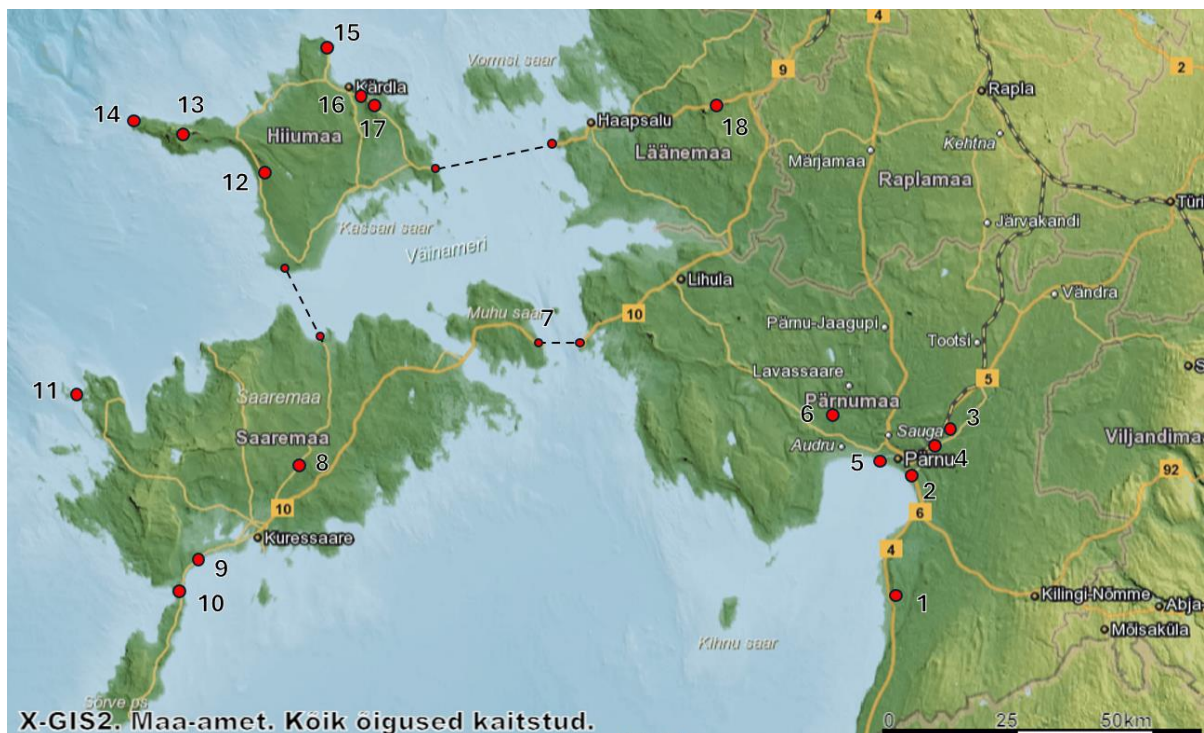 15
Vormsi saar
4
9
2
Kärdla
16
17
Rapla
14
13
Hiiumaa
Haapsalu
18
Kehtna
Läänemaa
Märjamaa
12
Raplamaa
Türi
Kassari saar
Järvakandi
Väinameri
Lihula
Vändra
Muhu saar
7
10
Pärnu-Jaagupi
Tootsi
Lavassaare
5
11
Saaremaa
Pärnumaa
6
3
Saaremaa
Sauga
Viljandima
8
Audru
4
5
Pärnu
92
10
2
Kuressaare
6
9
4
10
1
Kilingi-Nõmme
Abja-
Kihnu saar
Mõisaküla
Sõrve ps
X-GIS2. Maa-amet. Kõik õigused kaitstud.
0 25 50km